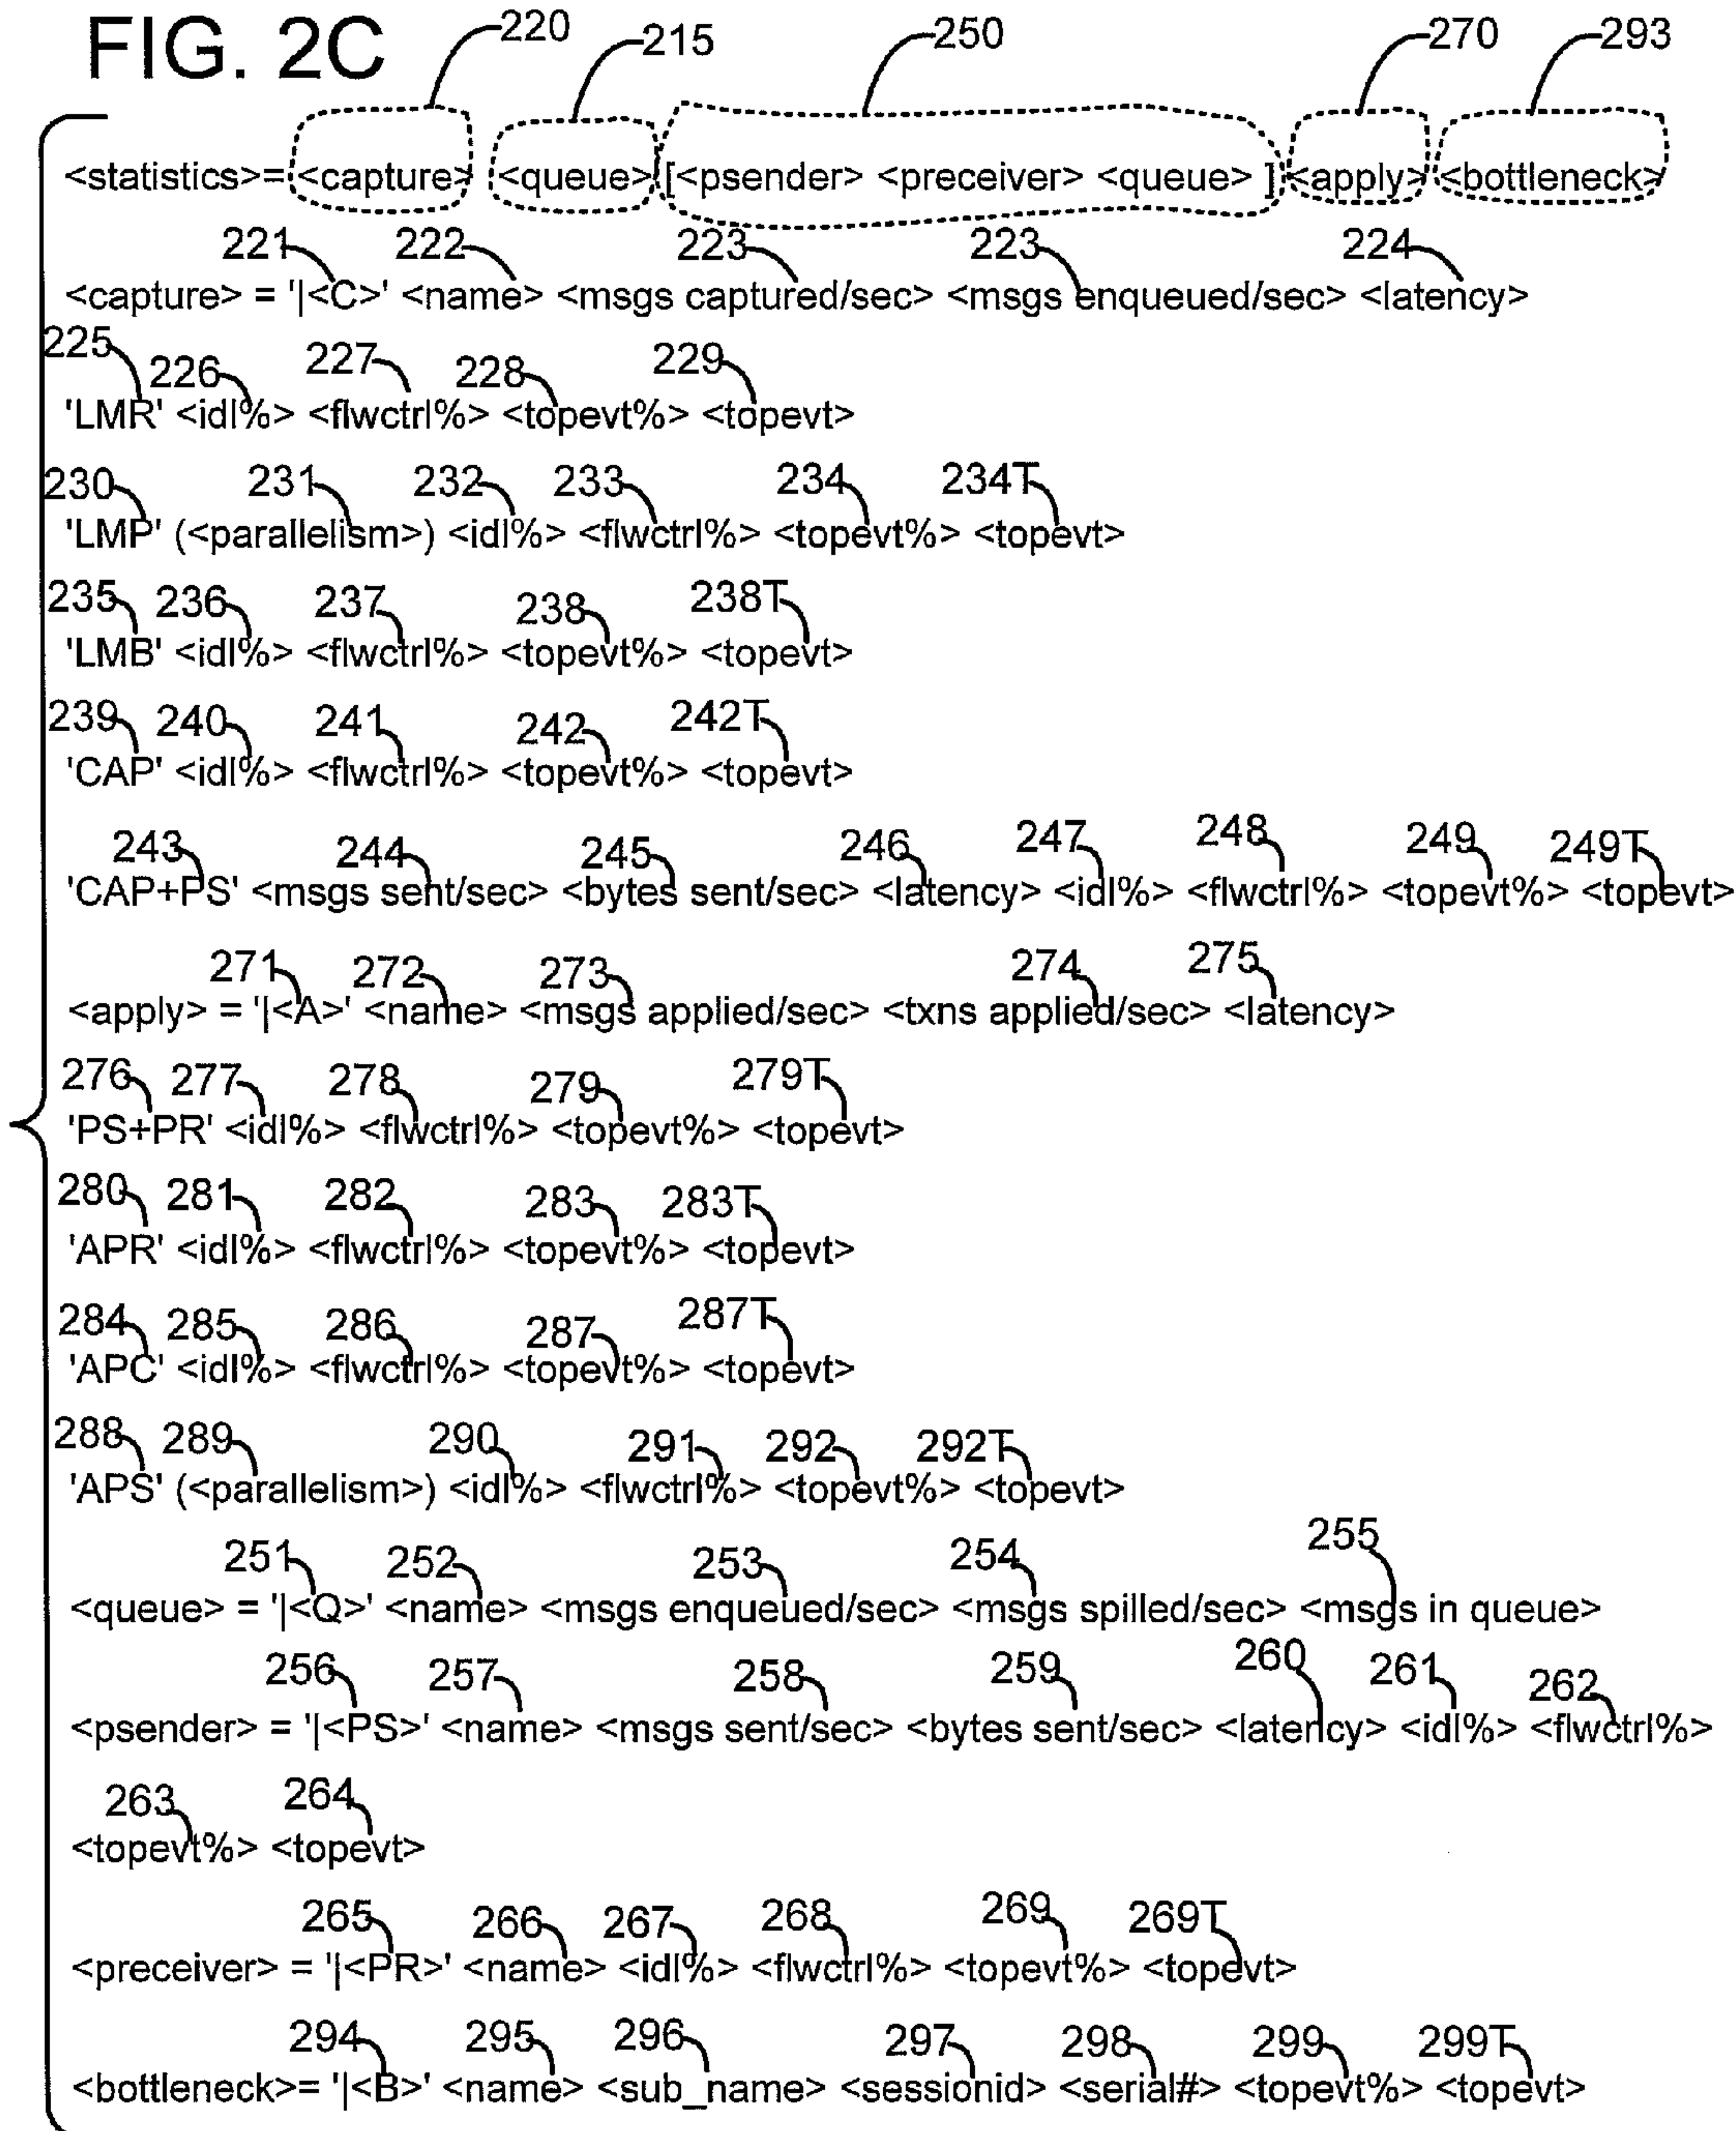 FIG. 2C
220 215 250 270 293
<statistics>= <capture> <queue> [<psender> <preceiver> <queue> ] <apply> <bottleneck>
221 222 223 223 224
<capture> = '|<C>' <name> <msgs captured/sec> <msgs enqueued/sec> <latency>
225 226 227 228 229
'LMR' <idl%> <flwctrl%> <topevt%> <topevt>
230 231 232 233 234 234T
'LMP' (<parallelism>) <idl%> <flwctrl%> <topevt%> <topevt>
235 236 237 238 238T
'LMB' <idl%> <flwctrl%> <topevt%> <topevt>
239 240 241 242 242T
'CAP' <idl%> <flwctrl%> <topevt%> <topevt>
243 244 245 246 247 248 249 249T
'CAP+PS' <msgs sent/sec> <bytes sent/sec> <latency> <idl%> <flwctrl%> <topevt%> <topevt>
271 272 273 274 275
<apply> = '|<A>' <name> <msgs applied/sec> <txns applied/sec> <latency>
276 277 278 279 279T
'PS+PR' <idl%> <flwctrl%> <topevt%> <topevt>
280 281 282 283 283T
'APR' <idl%> <flwctrl%> <topevt%> <topevt>
284 285 286 287 287T
'APC' <idl%> <flwctrl%> <topevt%> <topevt>
288 289 290 291 292 292T
'APS' (<parallelism>) <idl%> <flwctrl%> <topevt%> <topevt>
251 252 253 254 255
<queue> = '|<Q>' <name> <msgs enqueued/sec> <msgs spilled/sec> <msgs in queue>
256 257 258 259 260 261 262
<psender> = '|<PS>' <name> <msgs sent/sec> <bytes sent/sec> <latency> <idl%> <flwctrl%>
263 264
<topevt%> <topevt>
265 266 267 268 269 269T
<preceiver> = '|<PR>' <name> <idl%> <flwctrl%> <topevt%> <topevt>
294 295 296 297 298 299 299T
<bottleneck>= '|<B>' <name> <sub_name> <sessionid> <serial#> <topevt%> <topevt>